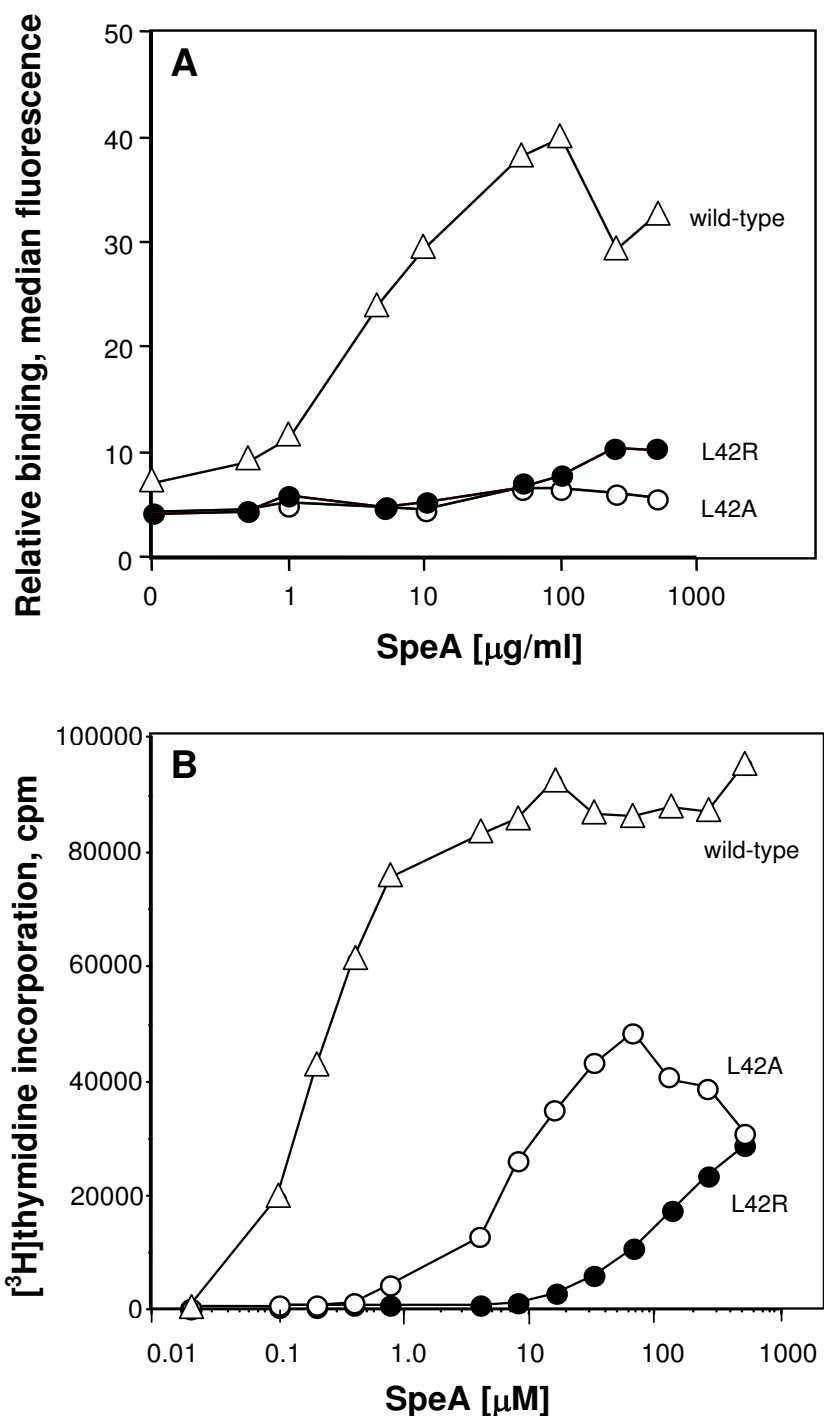 A
Relative binding, median fluorescence
50
40
30
20
10
0
wild-type
L42R
L42A
0 1 10 100 1000
SpeA [μg/ml]
B
[³H]thymidine incorporation, cpm
100000
80000
60000
40000
20000
0
wild-type
L42A
L42R
0.01 0.1 1.0 10 100 1000
SpeA [μM]